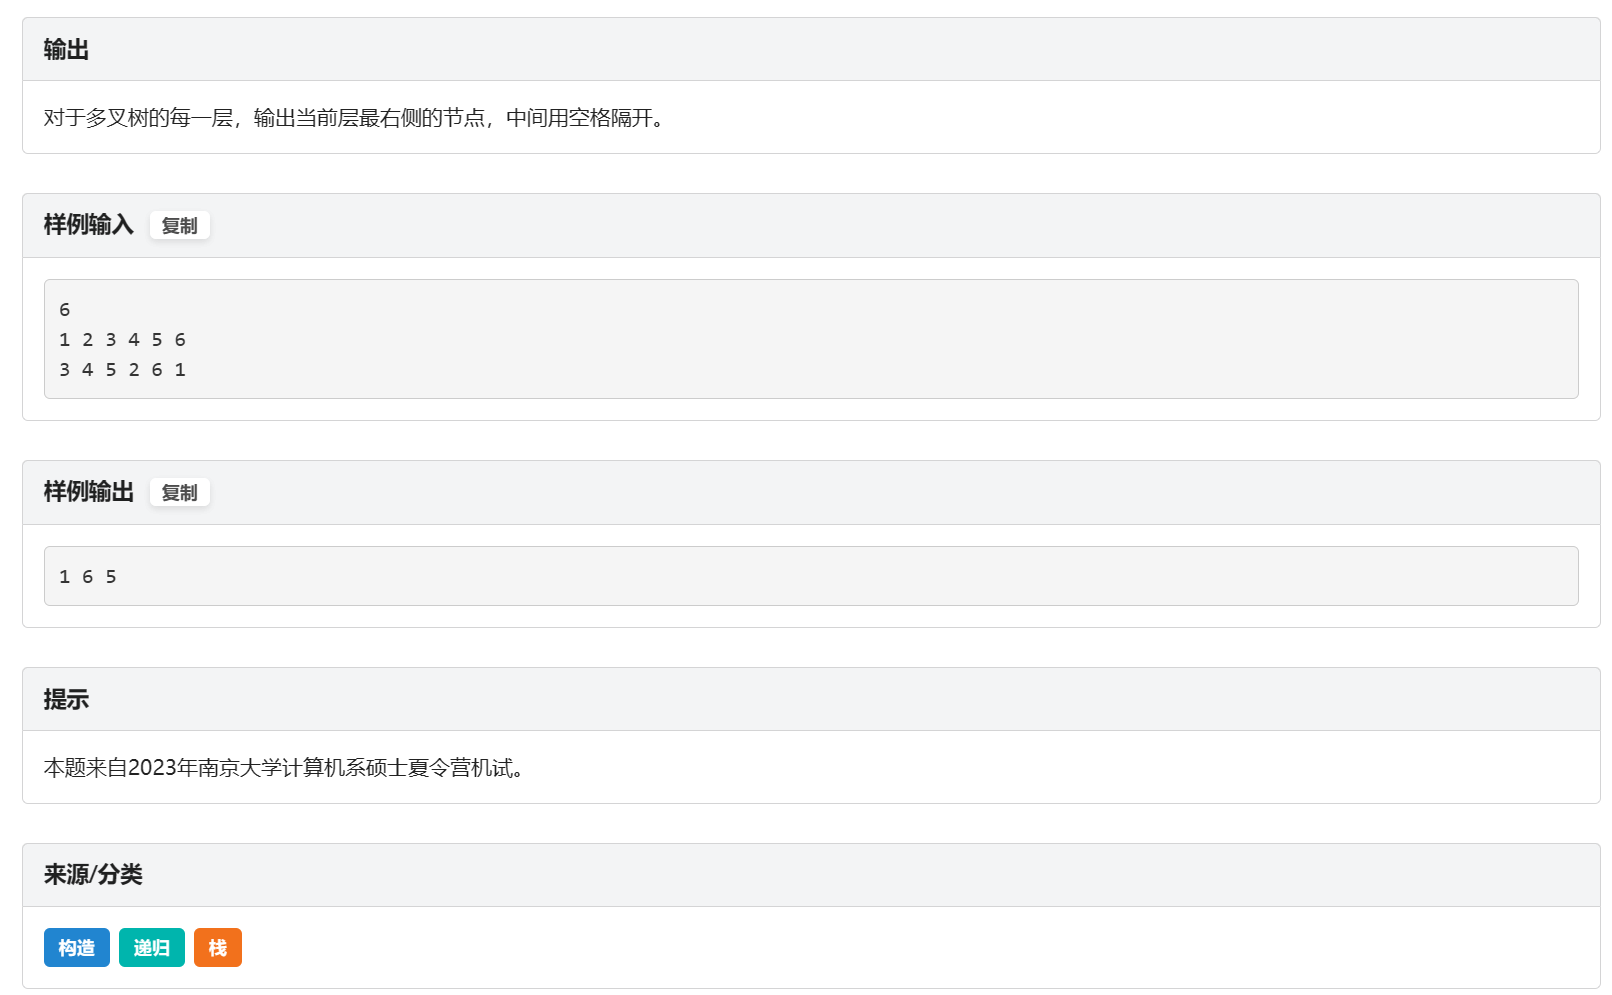 输出
对于多叉树的每一层，输出当前层最右侧的节点，中间用空格隔开。
样例输入 复制
6
1 2 3 4 5 6
3 4 5 2 6 1
样例输出 复制
1 6 5
提示
本题来自2023年南京大学计算机系硕士夏令营机试。
来源/分类
构造 递归 栈